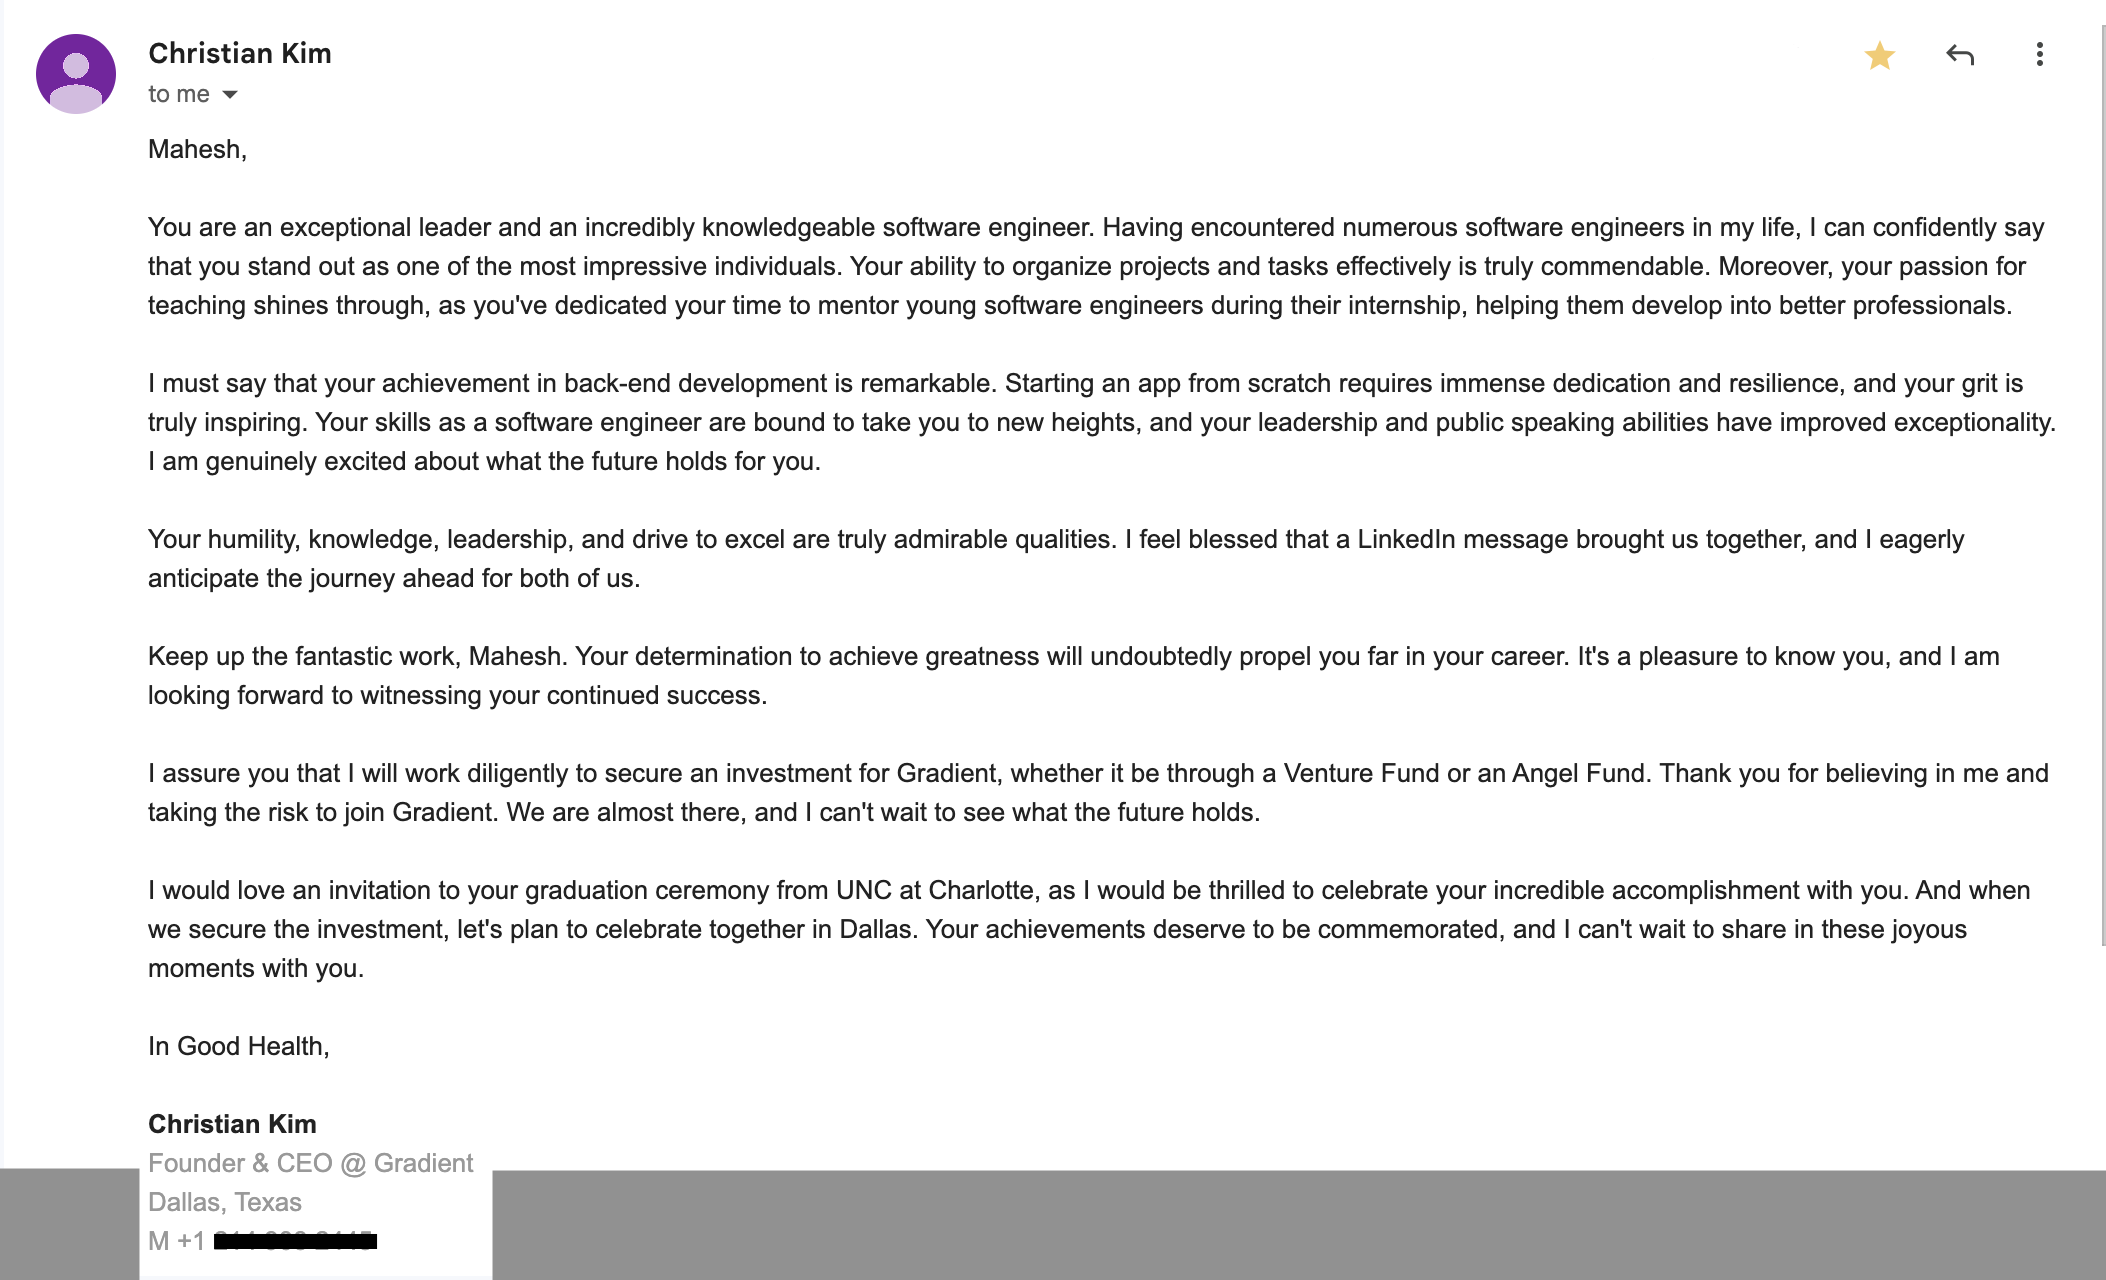 Christian Kim
to me
Mahesh,
You are an exceptional leader and an incredibly knowledgeable software engineer. Having encountered numerous software engineers in my life, I can confidently say
that you stand out as one of the most impressive individuals. Your ability to organize projects and tasks effectively is truly commendable. Moreover, your passion for
teaching shines through, as you've dedicated your time to mentor young software engineers during their internship, helping them develop into better professionals.
I must say that your achievement in back-end development is remarkable. Starting an app from scratch requires immense dedication and resilience, and your grit is
truly inspiring. Your skills as a software engineer are bound to take you to new heights, and your leadership and public speaking abilities have improved exceptionality.
I am genuinely excited about what the future holds for you.
Your humility, knowledge, leadership, and drive to excel are truly admirable qualities. I feel blessed that a LinkedIn message brought us together, and I eagerly
anticipate the journey ahead for both of us.
Keep up the fantastic work, Mahesh. Your determination to achieve greatness will undoubtedly propel you far in your career. It's a pleasure to know you, and I am
looking forward to witnessing your continued success.
I assure you that I will work diligently to secure an investment for Gradient, whether it be through a Venture Fund or an Angel Fund. Thank you for believing in me and
taking the risk to join Gradient. We are almost there, and I can't wait to see what the future holds.
I would love an invitation to your graduation ceremony from UNC at Charlotte, as I would be thrilled to celebrate your incredible accomplishment with you. And when
we secure the investment, let's plan to celebrate together in Dallas. Your achievements deserve to be commemorated, and I can't wait to share in these joyous
moments with you.
In Good Health,
Christian Kim
Founder & CEO @ Gradient
Dallas, Texas
M +1